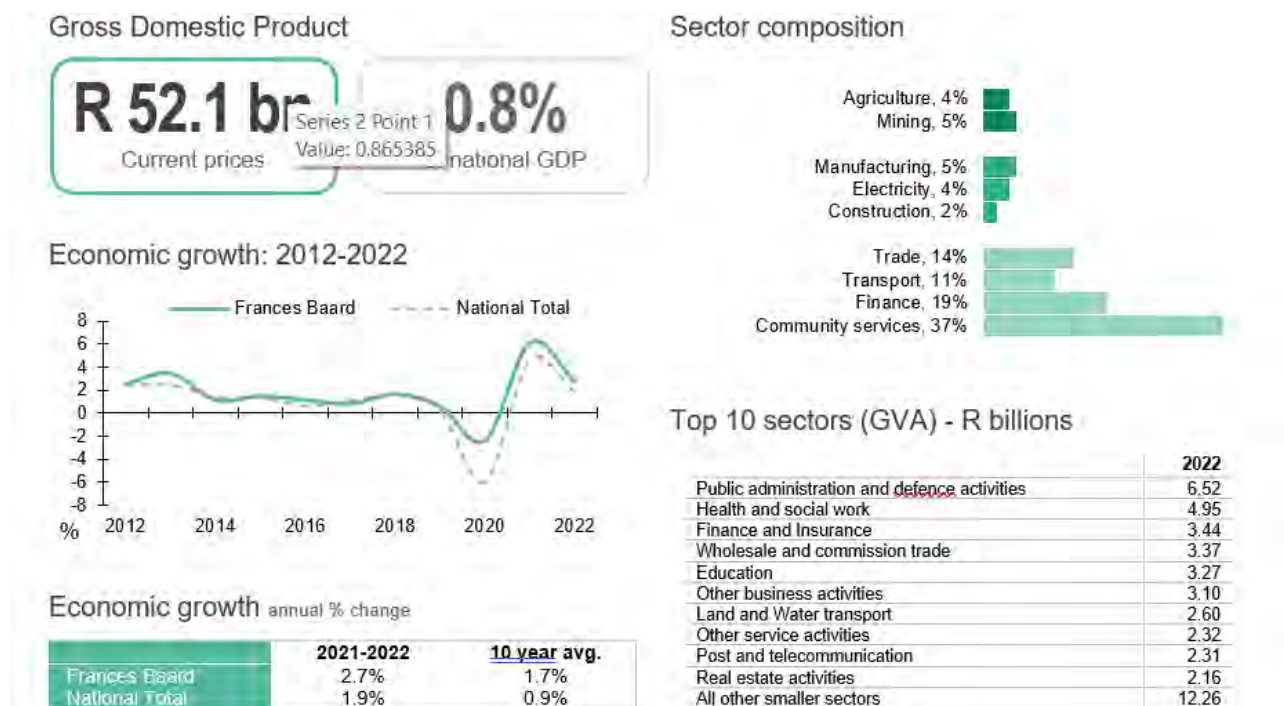 Gross Domestic Product
R 52.1 bn
Current prices
Series 2 Point 1
Value: 0.865385
0.8%
national GDP
Economic growth: 2012-2022
Frances Baard
National Total
8
6
4
2
0
-2
-4
-6
-8
%
2012 2014 2016 2018 2020 2022
Economic growth annual % change
2021-2022 10 year avg.
Frances Baard 2.7% 1.7%
National Total 1.9% 0.9%
Sector composition
Agriculture, 4%
Mining, 5%
Manufacturing, 5%
Electricity, 4%
Construction, 2%
Trade, 14%
Transport, 11%
Finance, 19%
Community services, 37%
Top 10 sectors (GVA) - R billions
2022
Public administration and defence activities 6.52
Health and social work 4.95
Finance and Insurance 3.44
Wholesale and commission trade 3.37
Education 3.27
Other business activities 3.10
Land and Water transport 2.60
Other service activities 2.32
Post and telecommunication 2.31
Real estate activities 2.16
All other smaller sectors 12.26